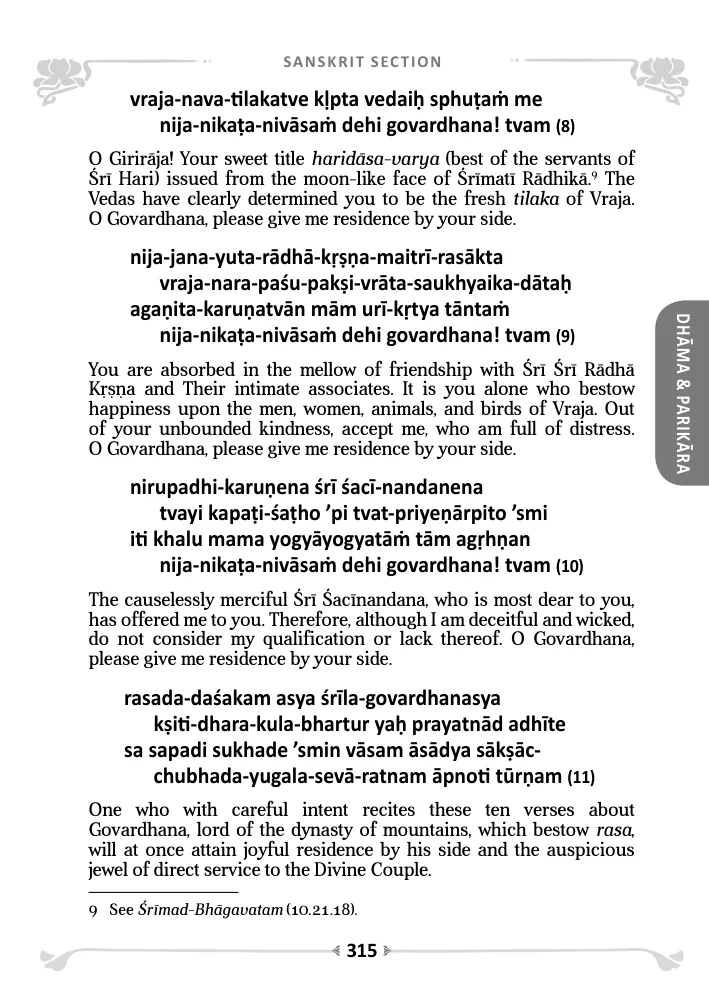 SANSKRIT SECTION
vraja-nava-tilakatve kḷpta vedaiḥ sphuṭaṁ me
nija-nikaṭa-nivāsaṁ dehi govardhana! tvam (8)
O Girirāja! Your sweet title haridāsa-varya (best of the servants of
Śrī Hari) issued from the moon-like face of Śrīmatī Rādhikā.⁹ The
Vedas have clearly determined you to be the fresh tilaka of Vraja.
O Govardhana, please give me residence by your side.
nija-jana-yuta-rādhā-kṛṣṇa-maitrī-rasākta
vraja-nara-paśu-pakṣi-vrāta-saukhyaika-dātaḥ
agaṇita-karuṇatvān mām urī-kṛtya tāntaṁ
nija-nikaṭa-nivāsaṁ dehi govardhana! tvam (9)
You are absorbed in the mellow of friendship with Śrī Śrī Rādhā
Kṛṣṇa and Their intimate associates. It is you alone who bestow
happiness upon the men, women, animals, and birds of Vraja. Out
of your unbounded kindness, accept me, who am full of distress.
O Govardhana, please give me residence by your side.
nirupadhi-karuṇena śrī śacī-nandanena
tvayi kapaṭi-śaṭho ’pi tvat-priyeṇārpito ’smi
iti khalu mama yogyāyogyatāṁ tām agṛhṇan
nija-nikaṭa-nivāsaṁ dehi govardhana! tvam (10)
The causelessly merciful Śrī Śacīnandana, who is most dear to you,
has offered me to you. Therefore, although I am deceitful and wicked,
do not consider my qualification or lack thereof. O Govardhana,
please give me residence by your side.
rasada-daśakam asya śrīla-govardhanasya
kṣiti-dhara-kula-bhartur yaḥ prayatnād adhīte
sa sapadi sukhade ’smin vāsam āsādya sākṣāc-
chubhada-yugala-sevā-ratnam āpnoti tūrṇam (11)
One who with careful intent recites these ten verses about
Govardhana, lord of the dynasty of mountains, which bestow rasa,
will at once attain joyful residence by his side and the auspicious
jewel of direct service to the Divine Couple.
9 See Śrīmad-Bhāgavatam (10.21.18).
315
DHĀMA & PARIKĀRA